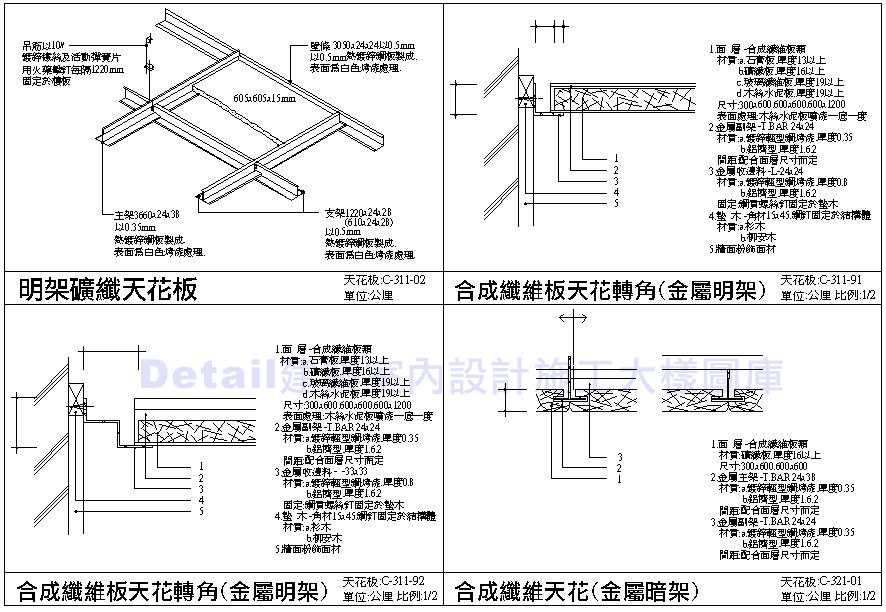 吊筋以10#
鍍鋅鐵絲及活動彈簧片
用火藥釘每隔1220mm
固定於樓板
壁條 3050x24x24以0.5mm
以0.5mm熱鍍鋅鋼板製成.
表面為白色烤漆處理.
605x605x15mm
主架3660x24x38
以0.35mm
熱鍍鋅鋼板製成.
表面為白色烤漆處理.
支架1220x24x28
(610x24x28)
以0.5mm
熱鍍鋅鋼板製成.
表面為白色烤漆處理.
明架礦纖天花板
天花板:C-311-02
單位:公厘
1.面 層-合成纖維板類
材質:a.石膏板.厚度13以上
b.礦纖板.厚度16以上
c.玻璃纖維板.厚度19以上
d.木絲水泥板.厚度19以上
尺寸:300x600.600x600.600x1200
表面處理:木絲水泥板噴漆一底一度
2.金屬副架-T.BAR 24x24
材質:a.鍍鋅輕型鋼烤漆.厚度0.35
b.鋁擠型.厚度1.6.2
間距:配合面層尺寸而定
3.金屬收邊料-L-24x24
材質:a.鍍鋅輕型鋼烤漆.厚度0.8
b.鋁擠型.厚度1.6.2
固定:鋼質螺絲釘固定於墊木
4.墊 木-角材15x45.鋼釘固定於結構體
材質:a.杉木
b.柳安木
5.牆面粉飾面材
1
2
3
4
5
合成纖維板天花轉角(金屬明架)
天花板:C-311-91
單位:公厘 比例:1/2
1.面 層-合成纖維板類
材質:a.石膏板.厚度13以上
b.礦纖板.厚度16以上
c.玻璃纖維板.厚度19以上
d.木絲水泥板.厚度19以上
尺寸:300x600.600x600.600x1200
表面處理:木絲水泥板噴漆一底一度
2.金屬副架-T.BAR 24x24
材質:a.鍍鋅輕型鋼烤漆.厚度0.35
b.鋁擠型.厚度1.6.2
間距:配合面層尺寸而定
3.金屬收邊料- -33x33
材質:a.鍍鋅輕型鋼烤漆.厚度0.8
b.鋁擠型.厚度1.6.2
固定:鋼質螺絲釘固定於墊木
4.墊 木-角材15x45.鋼釘固定於結構體
材質:a.杉木
b.柳安木
5.牆面粉飾面材
1
2
3
4
5
合成纖維板天花轉角(金屬明架)
天花板:C-311-92
單位:公厘 比例:1/2
3
2
1
1.面 層-合成纖維板類
材質:礦纖板.厚度16以上
尺寸:300x600.600x600
2.金屬主架-T.BAR 24x38
材質:a.鍍鋅輕型鋼烤漆.厚度0.35
b.鋁擠型.厚度1.6.2
間距:配合面層尺寸而定
3.金屬副架-T.BAR 24x24
材質:a.鍍鋅輕型鋼烤漆.厚度0.35
b.鋁擠型.厚度1.6.2
間距:配合面層尺寸而定
合成纖維天花(金屬暗架)
天花板:C-321-01
單位:公厘 比例:1/2
Detail建築室內設計施工大樣圖庫